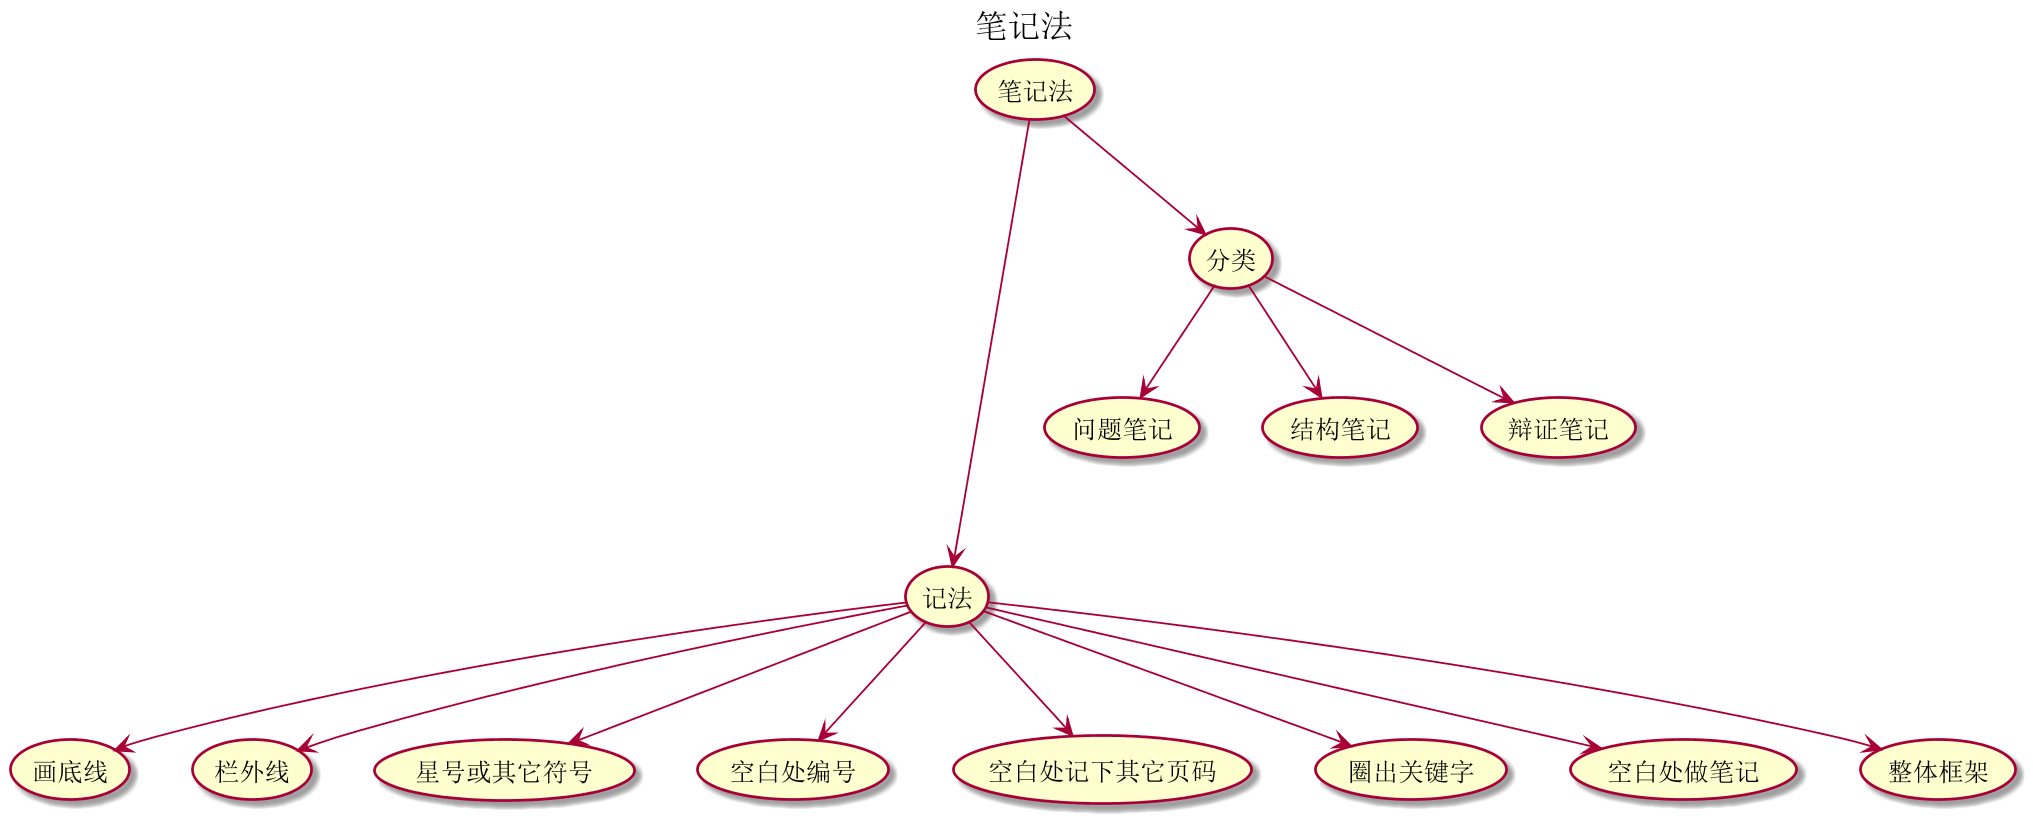 笔记法
笔记法
分类
问题笔记
结构笔记
辩证笔记
记法
画底线
栏外线
星号或其它符号
空白处编号
空白处记下其它页码
圈出关键字
空白处做笔记
整体框架